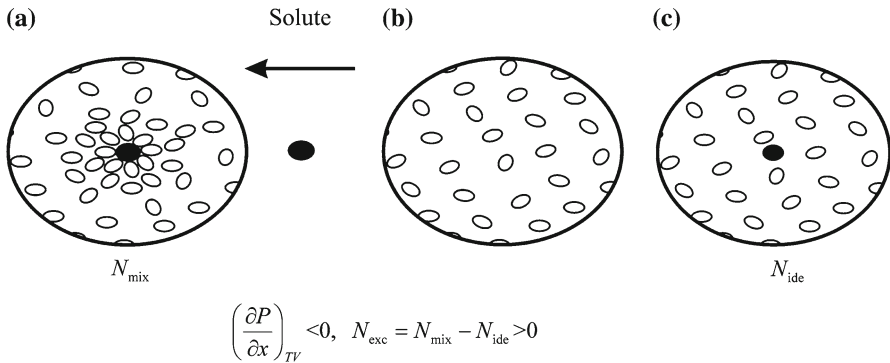 (a) Solute (b) (c)
N_mix N_ide
(∂P/∂x)_TV <0, N_exc = N_mix − N_ide >0